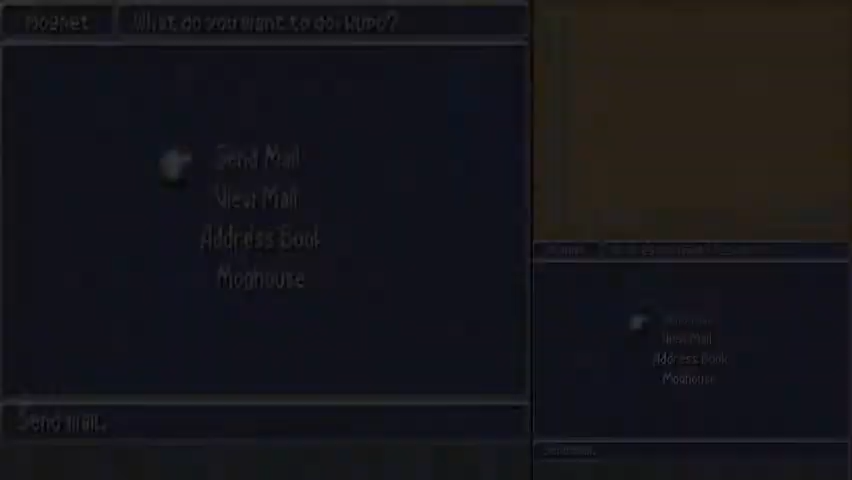 Mognet
What do you want to do, kupo?
Send Mail
View Mail
Address Book
Moghouse
Send mail.
View Mail
Address Book
Moghouse